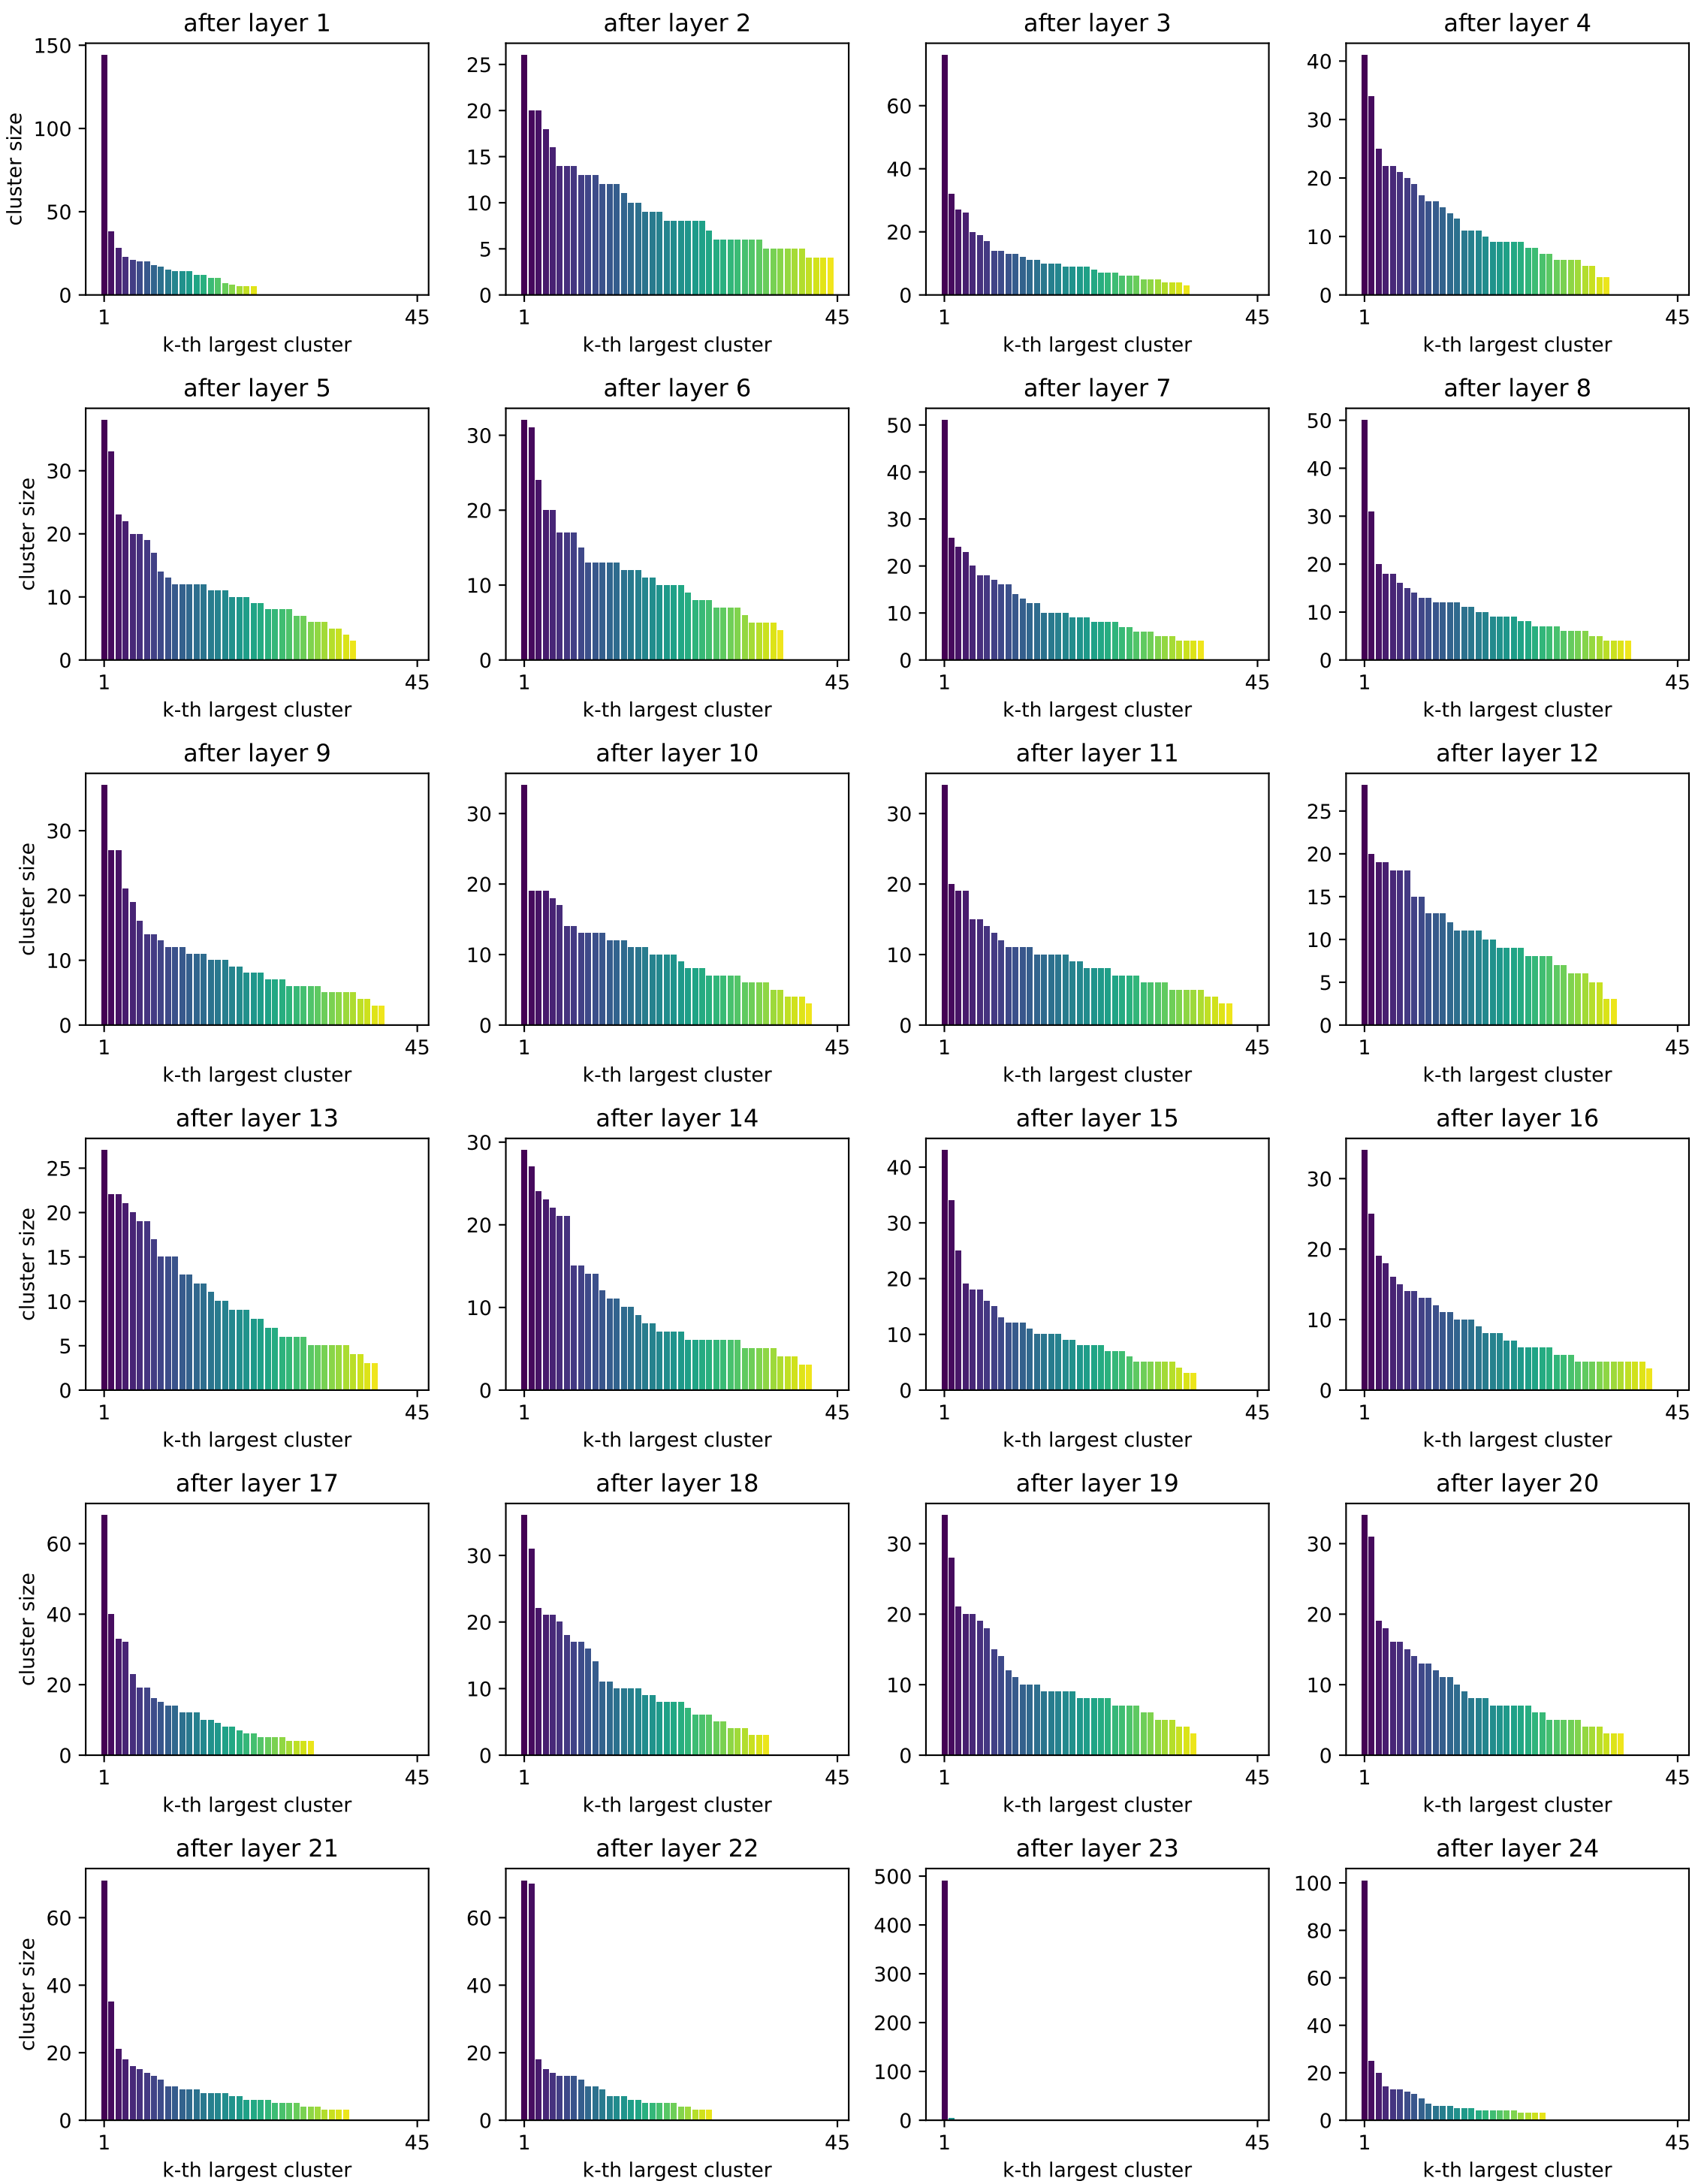 after layer 1
150
100
50
0
cluster size
1
45
k-th largest cluster
after layer 2
25
20
15
10
5
0
1
45
k-th largest cluster
after layer 3
60
40
20
0
1
45
k-th largest cluster
after layer 4
40
30
20
10
0
1
45
k-th largest cluster
after layer 5
30
20
10
0
cluster size
1
45
k-th largest cluster
after layer 6
30
20
10
0
1
45
k-th largest cluster
after layer 7
50
40
30
20
10
0
1
45
k-th largest cluster
after layer 8
50
40
30
20
10
0
1
45
k-th largest cluster
after layer 9
30
20
10
0
cluster size
1
45
k-th largest cluster
after layer 10
30
20
10
0
1
45
k-th largest cluster
after layer 11
30
20
10
0
1
45
k-th largest cluster
after layer 12
25
20
15
10
5
0
1
45
k-th largest cluster
after layer 13
25
20
15
10
5
0
cluster size
1
45
k-th largest cluster
after layer 14
30
20
10
0
1
45
k-th largest cluster
after layer 15
40
30
20
10
0
1
45
k-th largest cluster
after layer 16
30
20
10
0
1
45
k-th largest cluster
after layer 17
60
40
20
0
cluster size
1
45
k-th largest cluster
after layer 18
30
20
10
0
1
45
k-th largest cluster
after layer 19
30
20
10
0
1
45
k-th largest cluster
after layer 20
30
20
10
0
1
45
k-th largest cluster
after layer 21
60
40
20
0
cluster size
1
45
k-th largest cluster
after layer 22
60
40
20
0
1
45
k-th largest cluster
after layer 23
500
400
300
200
100
0
1
45
k-th largest cluster
after layer 24
100
80
60
40
20
0
1
45
k-th largest cluster